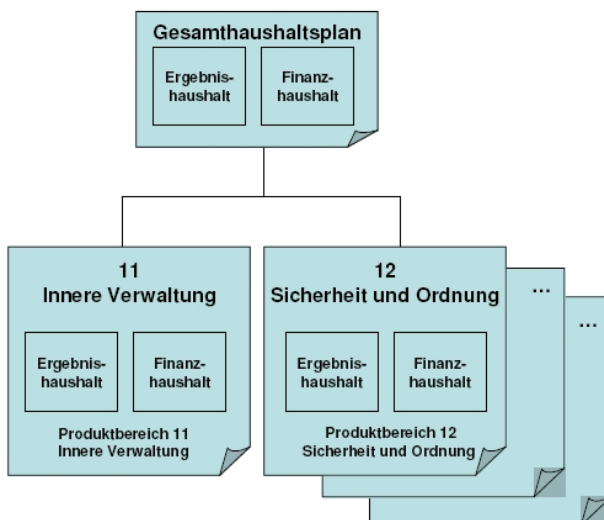 Gesamthaushaltsplan
Ergebnis-
haushalt
Finanz-
haushalt
11
Innere Verwaltung
Ergebnis-
haushalt
Finanz-
haushalt
Produktbereich 11
Innere Verwaltung
12
Sicherheit und Ordnung
Ergebnis-
haushalt
Finanz-
haushalt
Produktbereich 12
Sicherheit und Ordnung
...
...